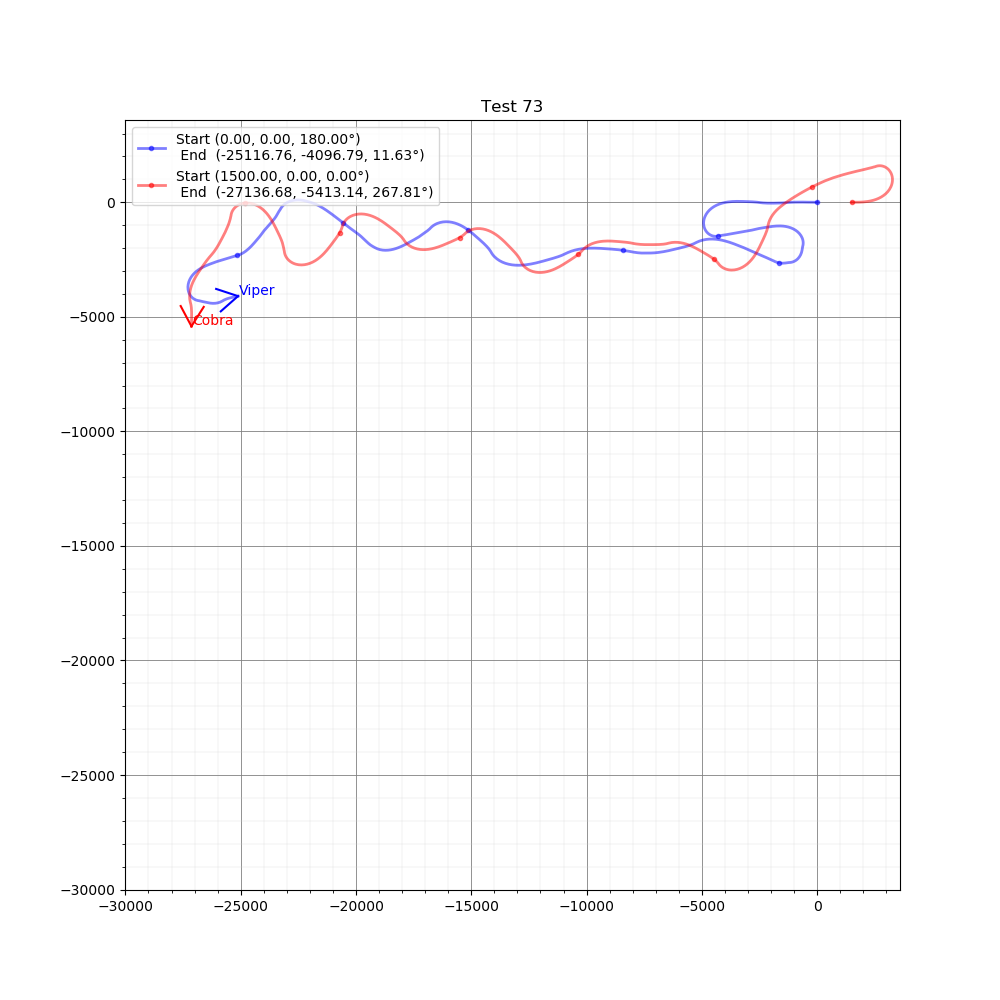 Test 73
Start (0.00, 0.00, 180.00°)
End (-25116.76, -4096.79, 11.63°)
Start (1500.00, 0.00, 0.00°)
End (-27136.68, -5413.14, 267.81°)
0
Viper
Cobra
−5000
−10000
−15000
−20000
−25000
−30000
−30000 −25000 −20000 −15000 −10000 −5000 0